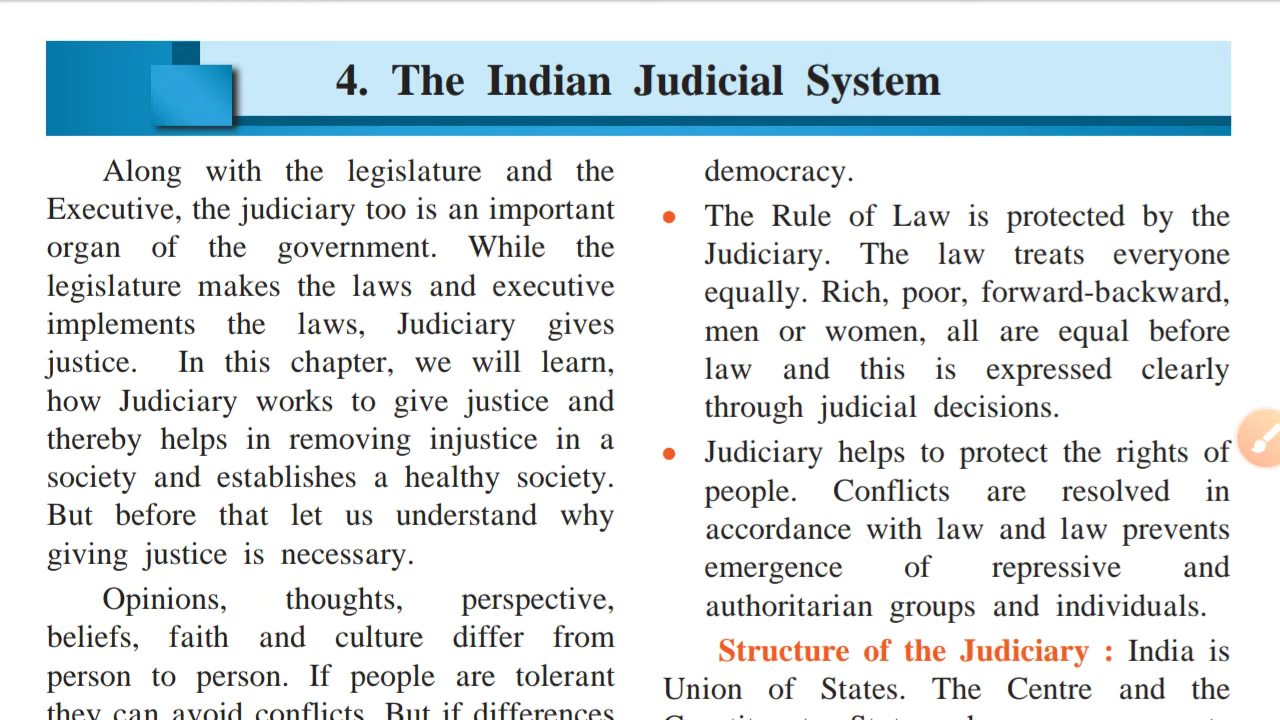 4. The Indian Judicial System
Along with the legislature and the
Executive, the judiciary too is an important
organ of the government. While the
legislature makes the laws and executive
implements the laws, Judiciary gives
justice. In this chapter, we will learn,
how Judiciary works to give justice and
thereby helps in removing injustice in a
society and establishes a healthy society.
But before that let us understand why
giving justice is necessary.
Opinions, thoughts, perspective,
beliefs, faith and culture differ from
person to person. If people are tolerant
they can avoid conflicts. But if differences
democracy.
• The Rule of Law is protected by the
Judiciary. The law treats everyone
equally. Rich, poor, forward-backward,
men or women, all are equal before
law and this is expressed clearly
through judicial decisions.
• Judiciary helps to protect the rights of
people. Conflicts are resolved in
accordance with law and law prevents
emergence of repressive and
authoritarian groups and individuals.
Structure of the Judiciary : India is
Union of States. The Centre and the